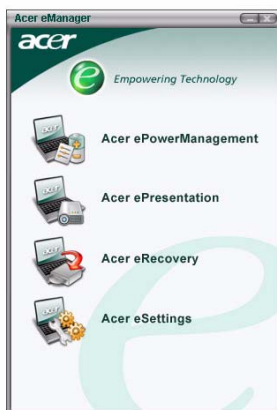 Acer eManager
acer
e Empowering Technology
Acer ePowerManagement
Acer ePresentation
Acer eRecovery
Acer eSettings